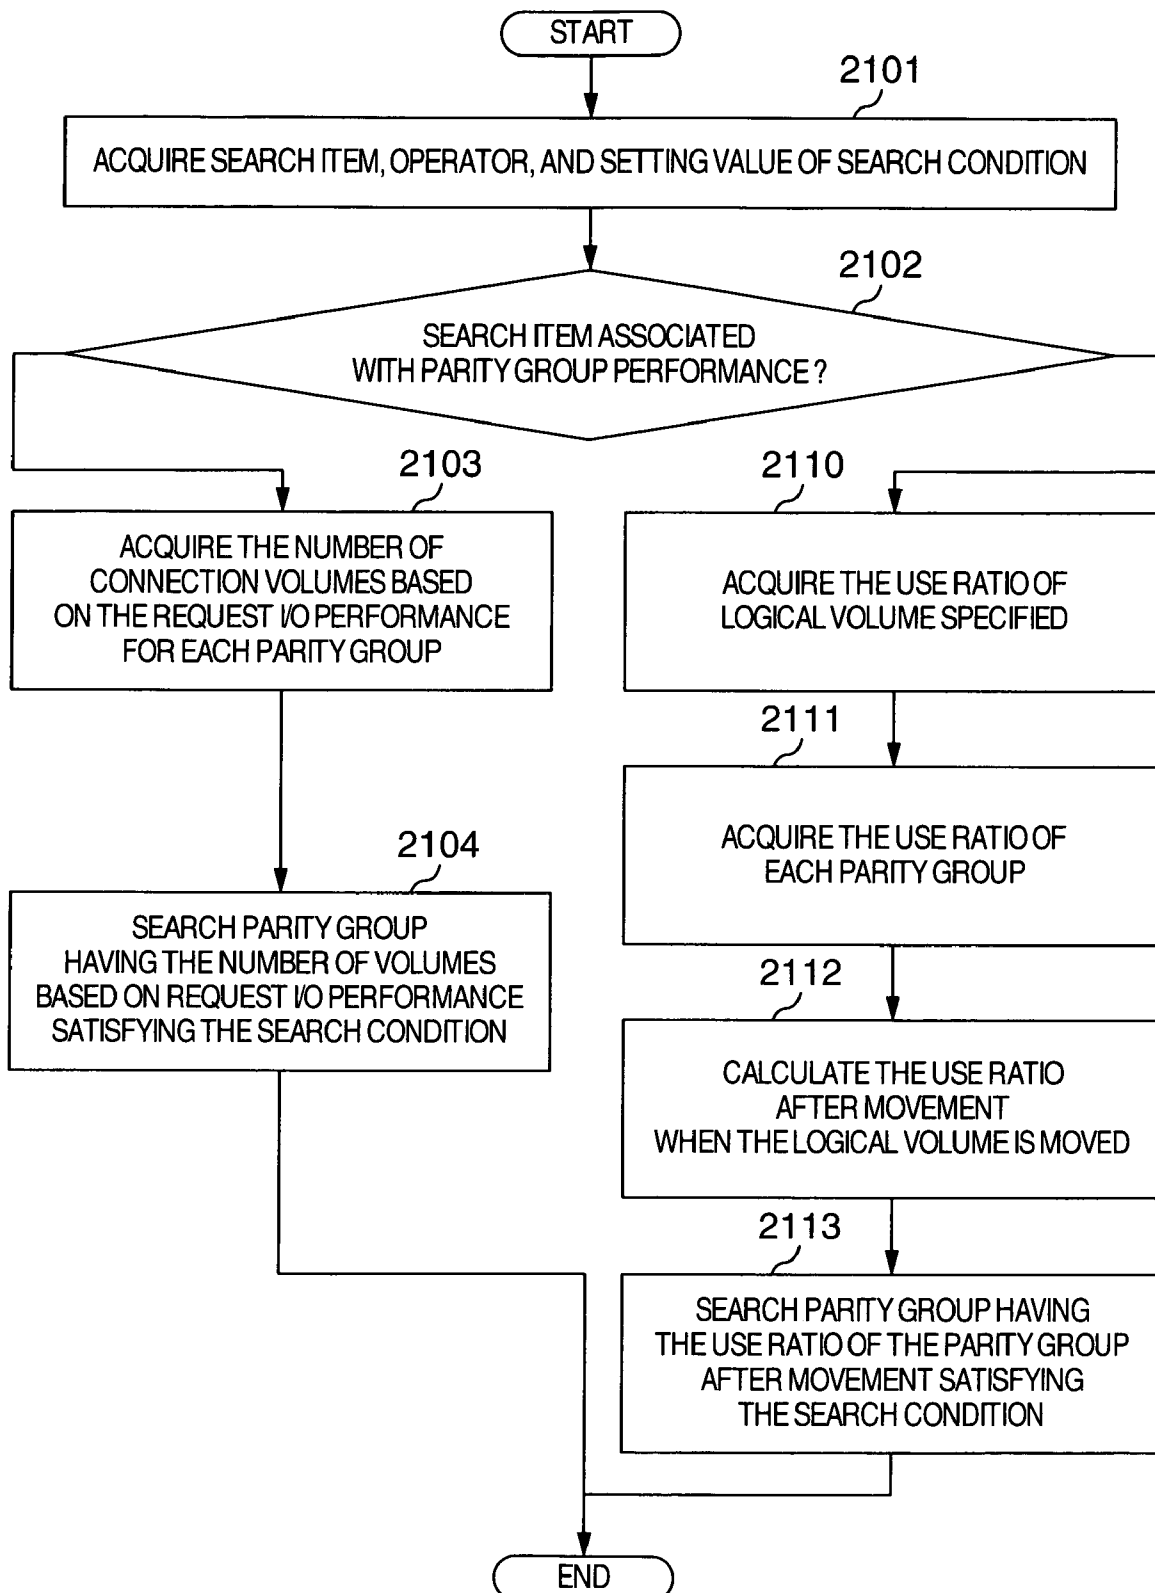 START
2101
ACQUIRE SEARCH ITEM, OPERATOR, AND SETTING VALUE OF SEARCH CONDITION
2102
SEARCH ITEM ASSOCIATED
WITH PARITY GROUP PERFORMANCE ?
2103
ACQUIRE THE NUMBER OF
CONNECTION VOLUMES BASED
ON THE REQUEST I/O PERFORMANCE
FOR EACH PARITY GROUP
2110
ACQUIRE THE USE RATIO OF
LOGICAL VOLUME SPECIFIED
2111
ACQUIRE THE USE RATIO OF
EACH PARITY GROUP
2104
SEARCH PARITY GROUP
HAVING THE NUMBER OF VOLUMES
BASED ON REQUEST I/O PERFORMANCE
SATISFYING THE SEARCH CONDITION
2112
CALCULATE THE USE RATIO
AFTER MOVEMENT
WHEN THE LOGICAL VOLUME IS MOVED
2113
SEARCH PARITY GROUP HAVING
THE USE RATIO OF THE PARITY GROUP
AFTER MOVEMENT SATISFYING
THE SEARCH CONDITION
END